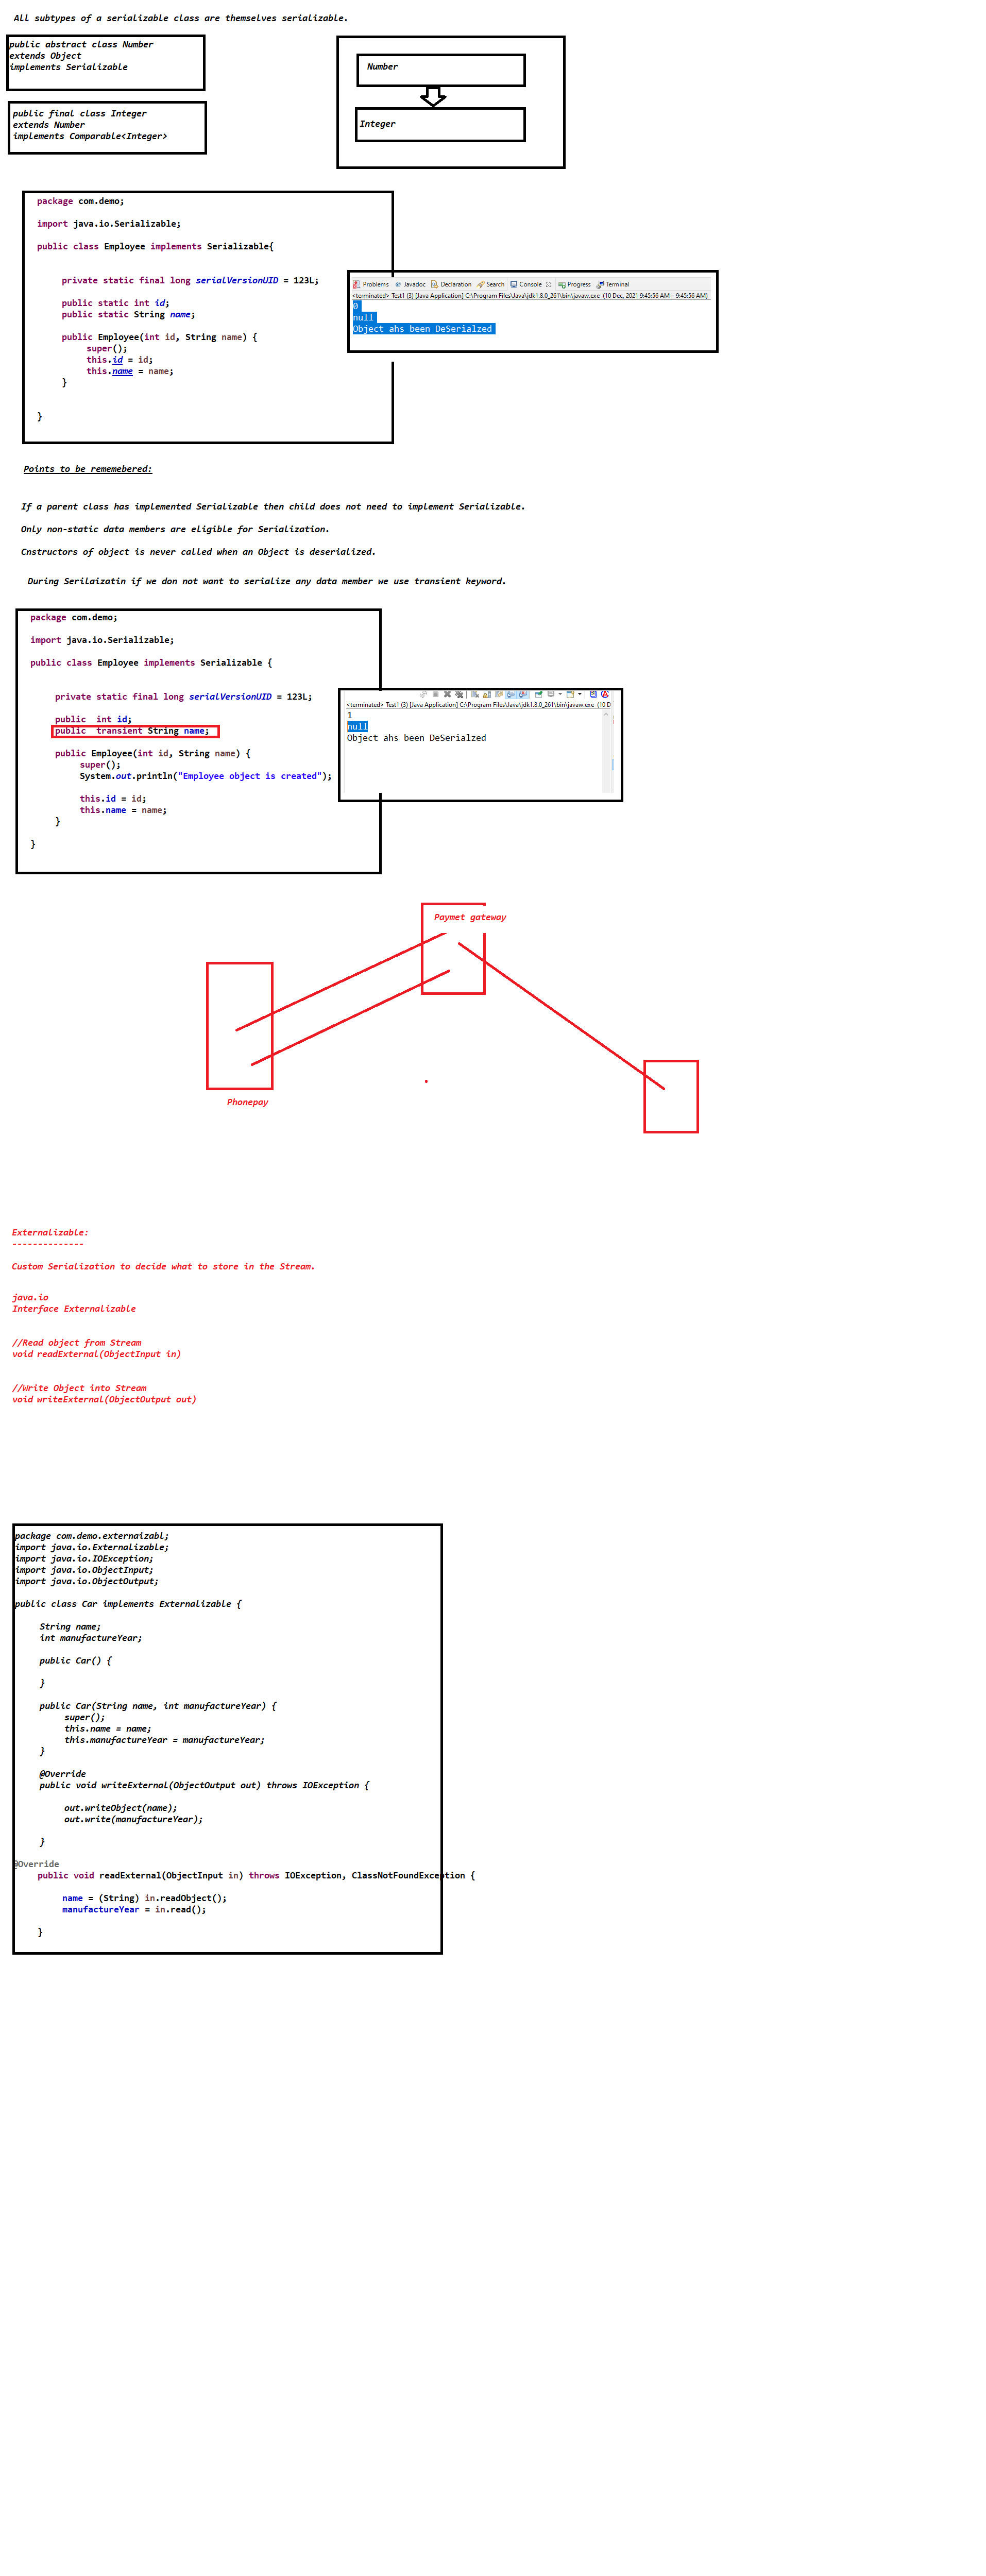 All subtypes of a serializable class are themselves serializable.
public abstract class Number
extends Object
implements Serializable
Number
public final class Integer
extends Number
implements Comparable<Integer>
Integer
package com.demo;
import java.io.Serializable;
public class Employee implements Serializable{
private static final long serialVersionUID = 123L;
public static int id;
public static String name;
public Employee(int id, String name) {
super();
this.id = id;
this.name = name;
}
}
Problems Javadoc Declaration Search Console Progress Terminal
<terminated> Test1 (3) [Java Application] C:\Program Files\Java\jdk1.8.0_261\bin\javaw.exe (10 Dec, 2021 9:45:56 AM – 9:45:56 AM)
0
null
Object ahs been DeSerialzed
Points to be rememebered:
If a parent class has implemented Serializable then child does not need to implement Serializable.
Only non-static data members are eligible for Serialization.
Cnstructors of object is never called when an Object is deserialized.
During Serilaizatin if we don not want to serialize any data member we use transient keyword.
package com.demo;
import java.io.Serializable;
public class Employee implements Serializable {
private static final long serialVersionUID = 123L;
public int id;
public transient String name;
public Employee(int id, String name) {
super();
System.out.println("Employee object is created");
this.id = id;
this.name = name;
}
}
<terminated> Test1 (3) [Java Application] C:\Program Files\Java\jdk1.8.0_261\bin\javaw.exe (10 D
1
null
Object ahs been DeSerialzed
Paymet gateway
Phonepay
Externalizable:
--------------
Custom Serialization to decide what to store in the Stream.
java.io
Interface Externalizable
//Read object from Stream
void readExternal(ObjectInput in)
//Write Object into Stream
void writeExternal(ObjectOutput out)
package com.demo.externaizabl;
import java.io.Externalizable;
import java.io.IOException;
import java.io.ObjectInput;
import java.io.ObjectOutput;
public class Car implements Externalizable {
String name;
int manufactureYear;
public Car() {
}
public Car(String name, int manufactureYear) {
super();
this.name = name;
this.manufactureYear = manufactureYear;
}
@Override
public void writeExternal(ObjectOutput out) throws IOException {
out.writeObject(name);
out.write(manufactureYear);
}
@Override
public void readExternal(ObjectInput in) throws IOException, ClassNotFoundException {
name = (String) in.readObject();
manufactureYear = in.read();
}